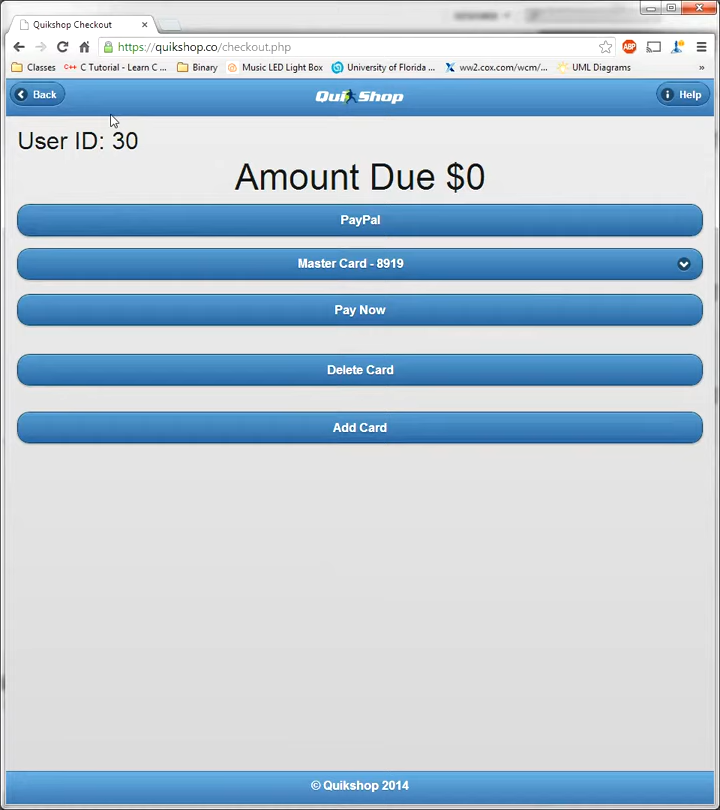 Quikshop Checkout
https://quikshop.co/checkout.php
Classes C++ C Tutorial - Learn C ... Binary Music LED Light Box University of Florida ... X ww2.cox.com/wcm/... UML Diagrams »
Back QuikShop Help
User ID: 30
Amount Due $0
PayPal
Master Card - 8919
Pay Now
Delete Card
Add Card
© Quikshop 2014